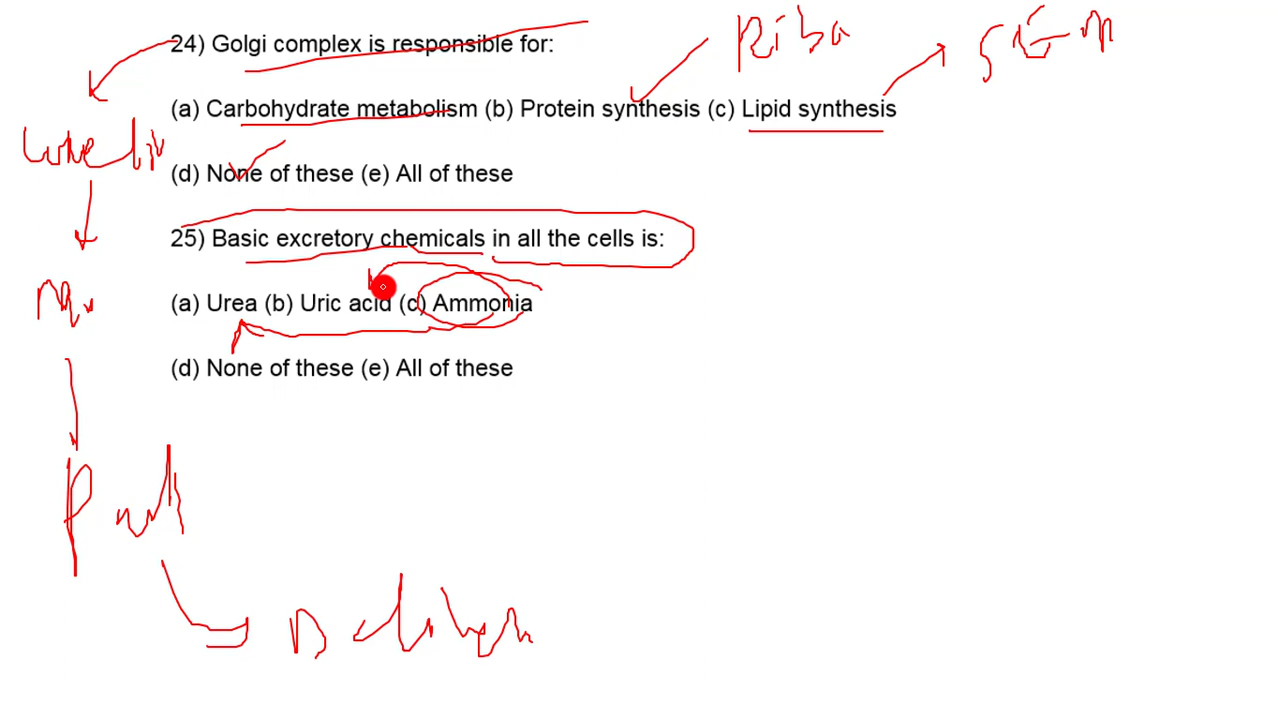 24) Golgi complex is responsible for:
(a) Carbohydrate metabolism (b) Protein synthesis (c) Lipid synthesis
(d) None of these (e) All of these
25) Basic excretory chemicals in all the cells is:
(a) Urea (b) Uric acid (c) Ammonia
(d) None of these (e) All of these